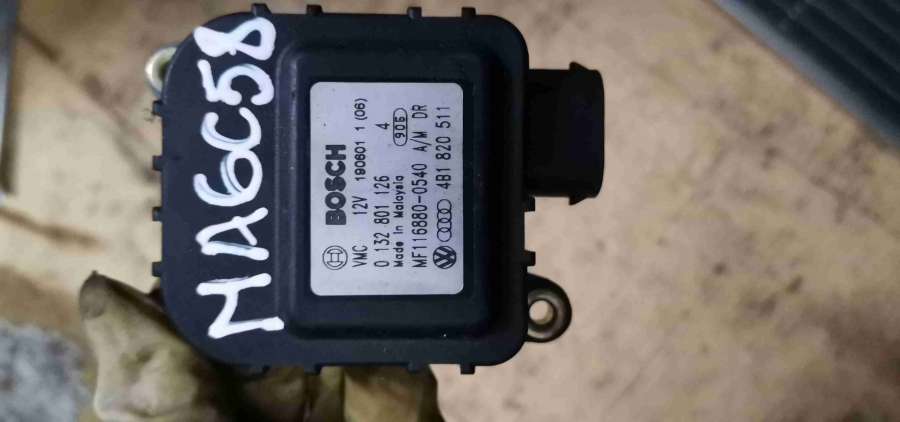 MA6C58
BOSCH
VMC 12V 190601 1 (06)
0 132 801 126 4
Made in Malaysia 906
MF116880-0540 A/M DR
4B1 820 511